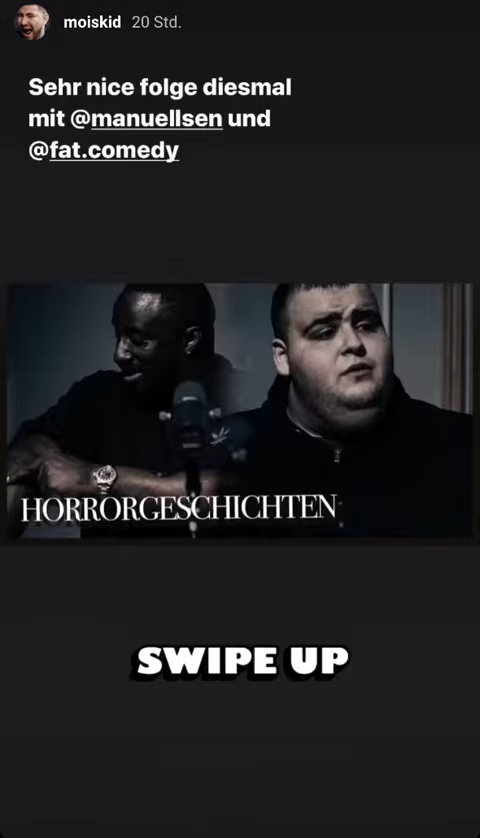 moiskid 20 Std.
Sehr nice folge diesmal
mit @manuellsen und
@fat.comedy
HORRORGESCHICHTEN
SWIPE UP